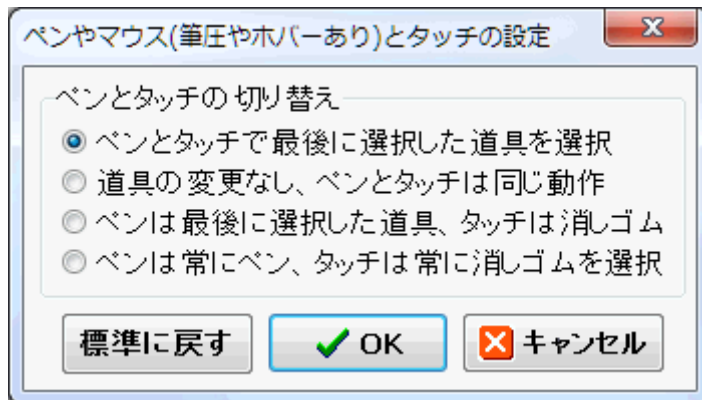 ペンやマウス(筆圧やホバーあり)とタッチの設定
ペンとタッチの切り替え
ペンとタッチで最後に選択した道具を選択
道具の変更なし、ペンとタッチは同じ動作
ペンは最後に選択した道具、タッチは消しゴム
ペンは常にペン、タッチは常に消しゴムを選択
標準に戻す
OK
キャンセル